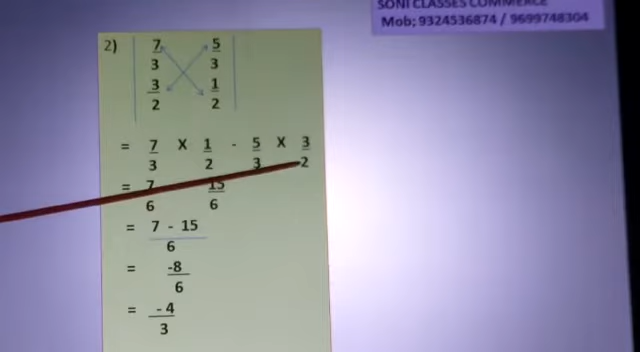 SONI CLASSES COMMERCE
Mob; 9324536874 / 9699748304
2) 7/3 5/3
3/2 1/2
= 7/3 X 1/2 - 5/3 X 3/2
= 7/6 15/6
= 7 - 15/6
= -8/6
= -4/3